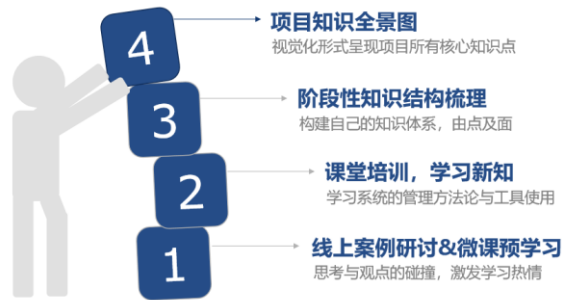 4
项目知识全景图
视觉化形式呈现项目所有核心知识点
3
阶段性知识结构梳理
构建自己的知识体系，由点及面
2
课堂培训，学习新知
学习系统的管理方法论与工具使用
1
线上案例研讨&微课预学习
思考与观点的碰撞，激发学习热情